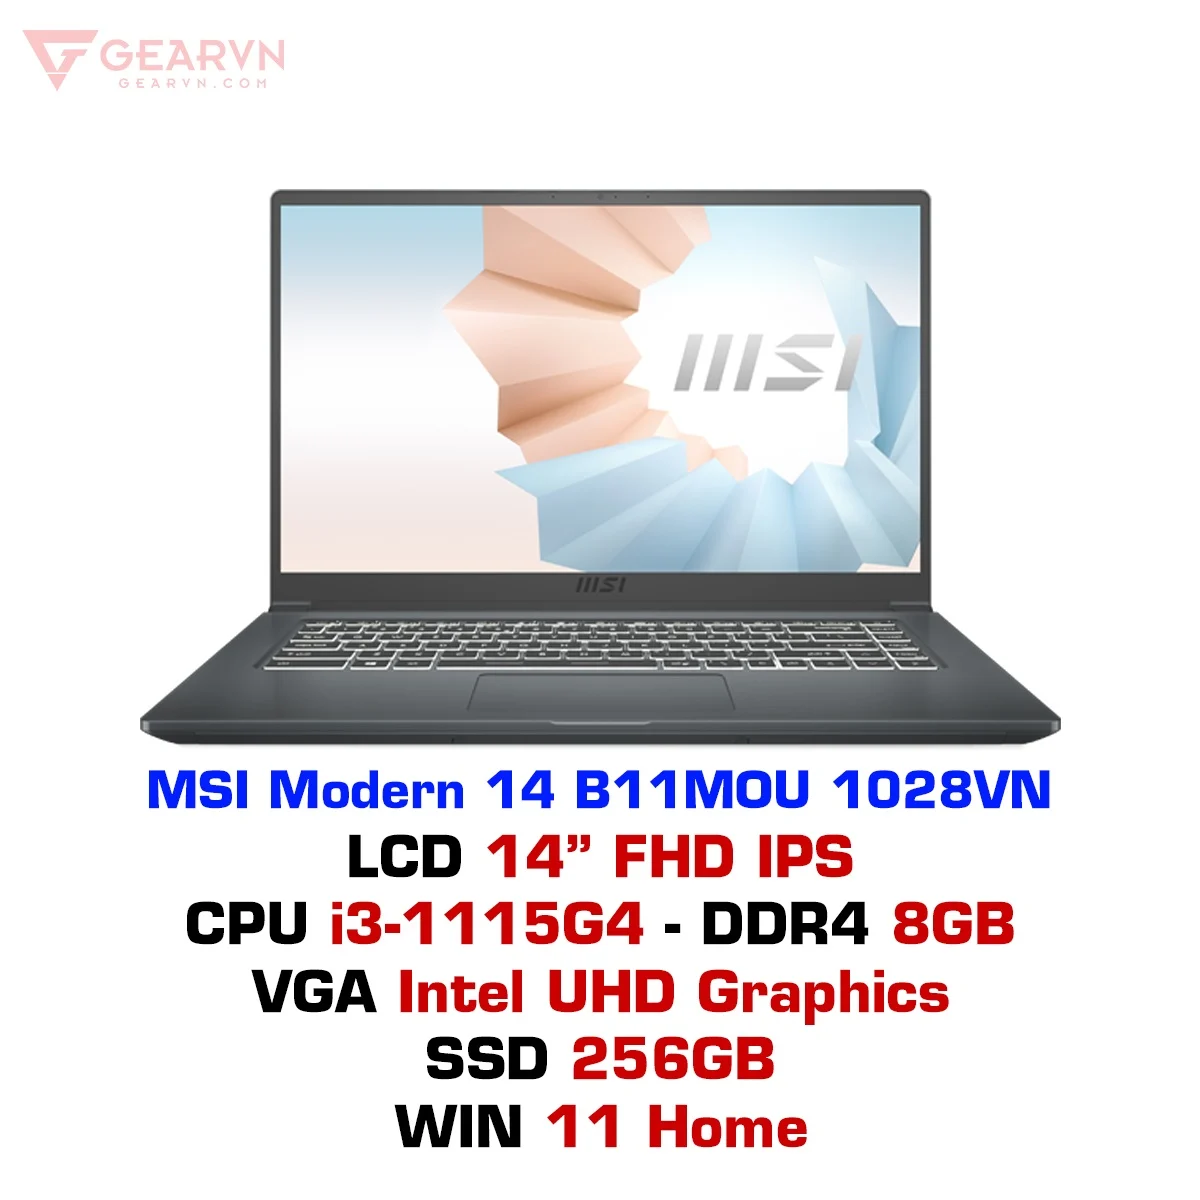 GEARVN
GEARVN.COM
msi
msi
MSI Modern 14 B11MOU 1028VN
LCD 14” FHD IPS
CPU i3-1115G4 - DDR4 8GB
VGA Intel UHD Graphics
SSD 256GB
WIN 11 Home